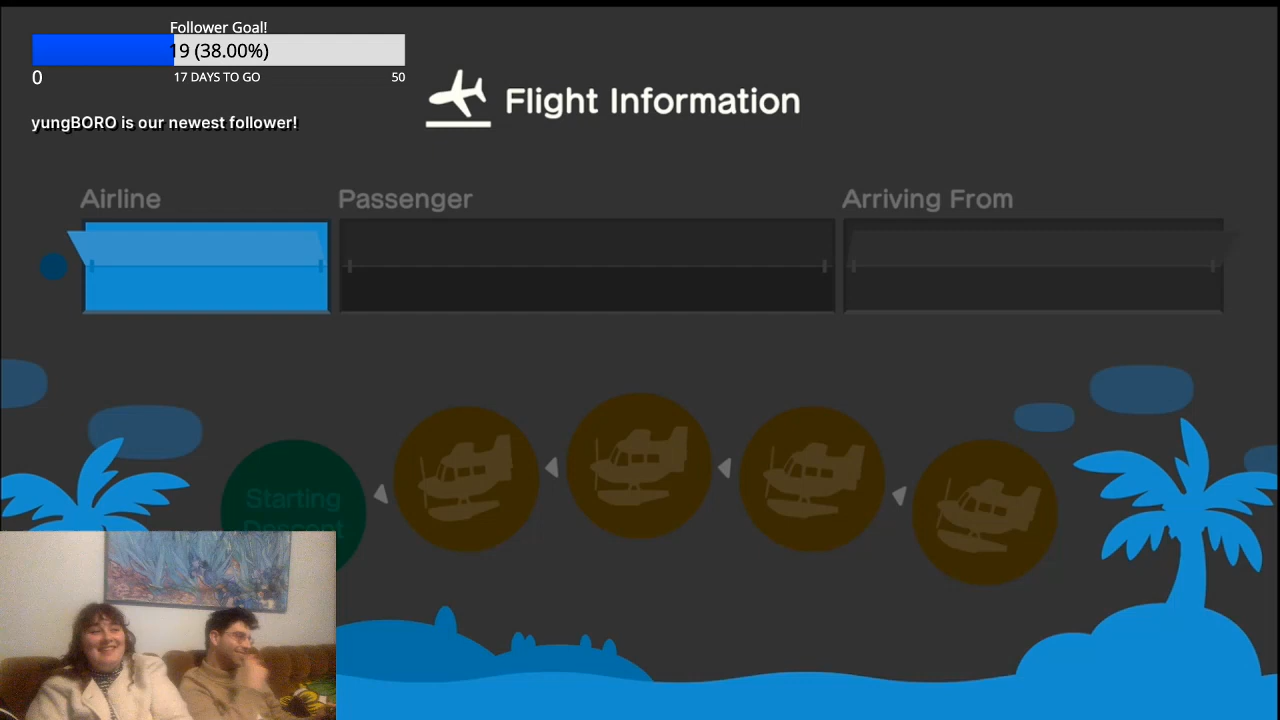 Follower Goal!
19 (38.00%)
0
17 DAYS TO GO
50
yungBORO is our newest follower!
Flight Information
Airline
Passenger
Arriving From
Starting
Descent